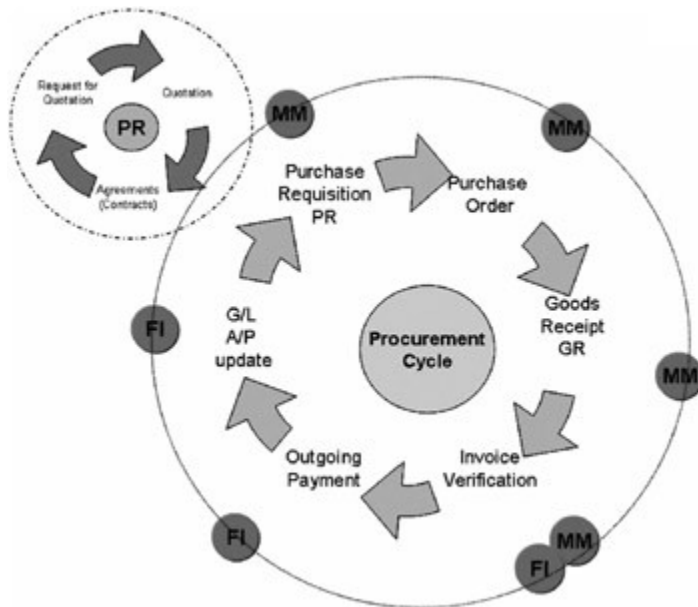 Request for
Quotation
Quotation
PR
Agreements
(Contracts)
MM
MM
Purchase
Requisition
PR
Purchase
Order
Goods
Receipt
GR
MM
Procurement
Cycle
G/L
A/P
update
FI
Outgoing
Payment
Invoice
Verification
FI
MM
FI